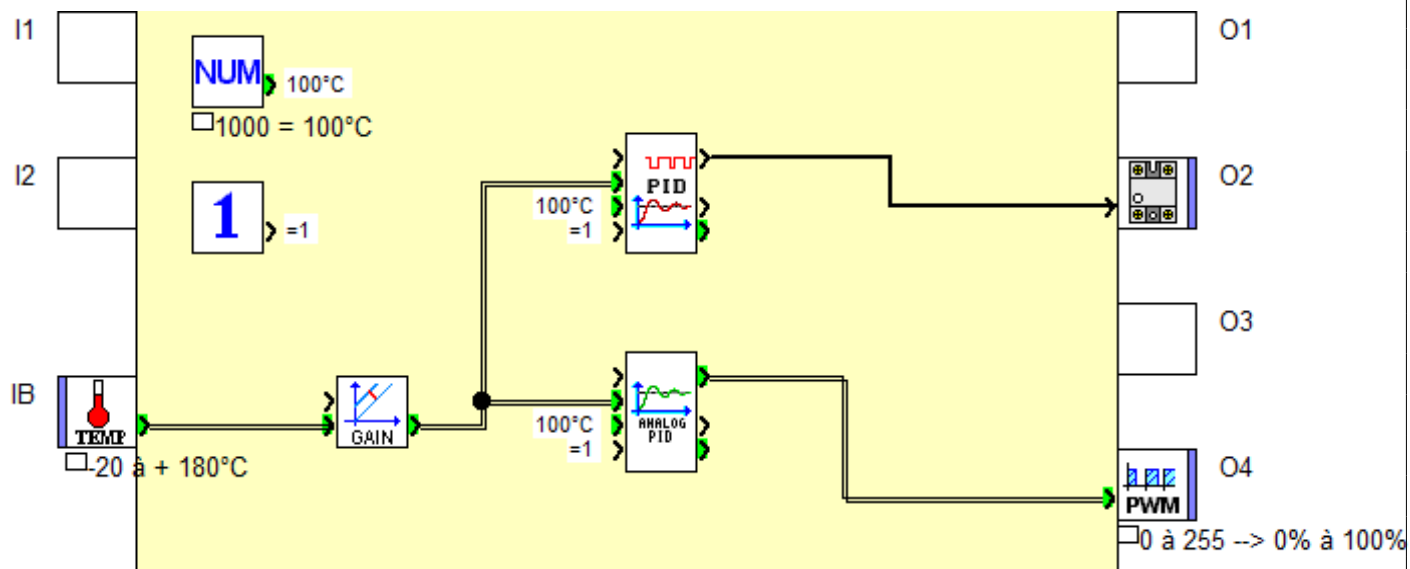 I1
O1
NUM
100°C
1000 = 100°C
I2
O2
PID
100°C
=1
1
=1
O3
IB
TEMP
GAIN
ANALOG
PID
100°C
=1
-20 à + 180°C
O4
PWM
0 à 255 --> 0% à 100%